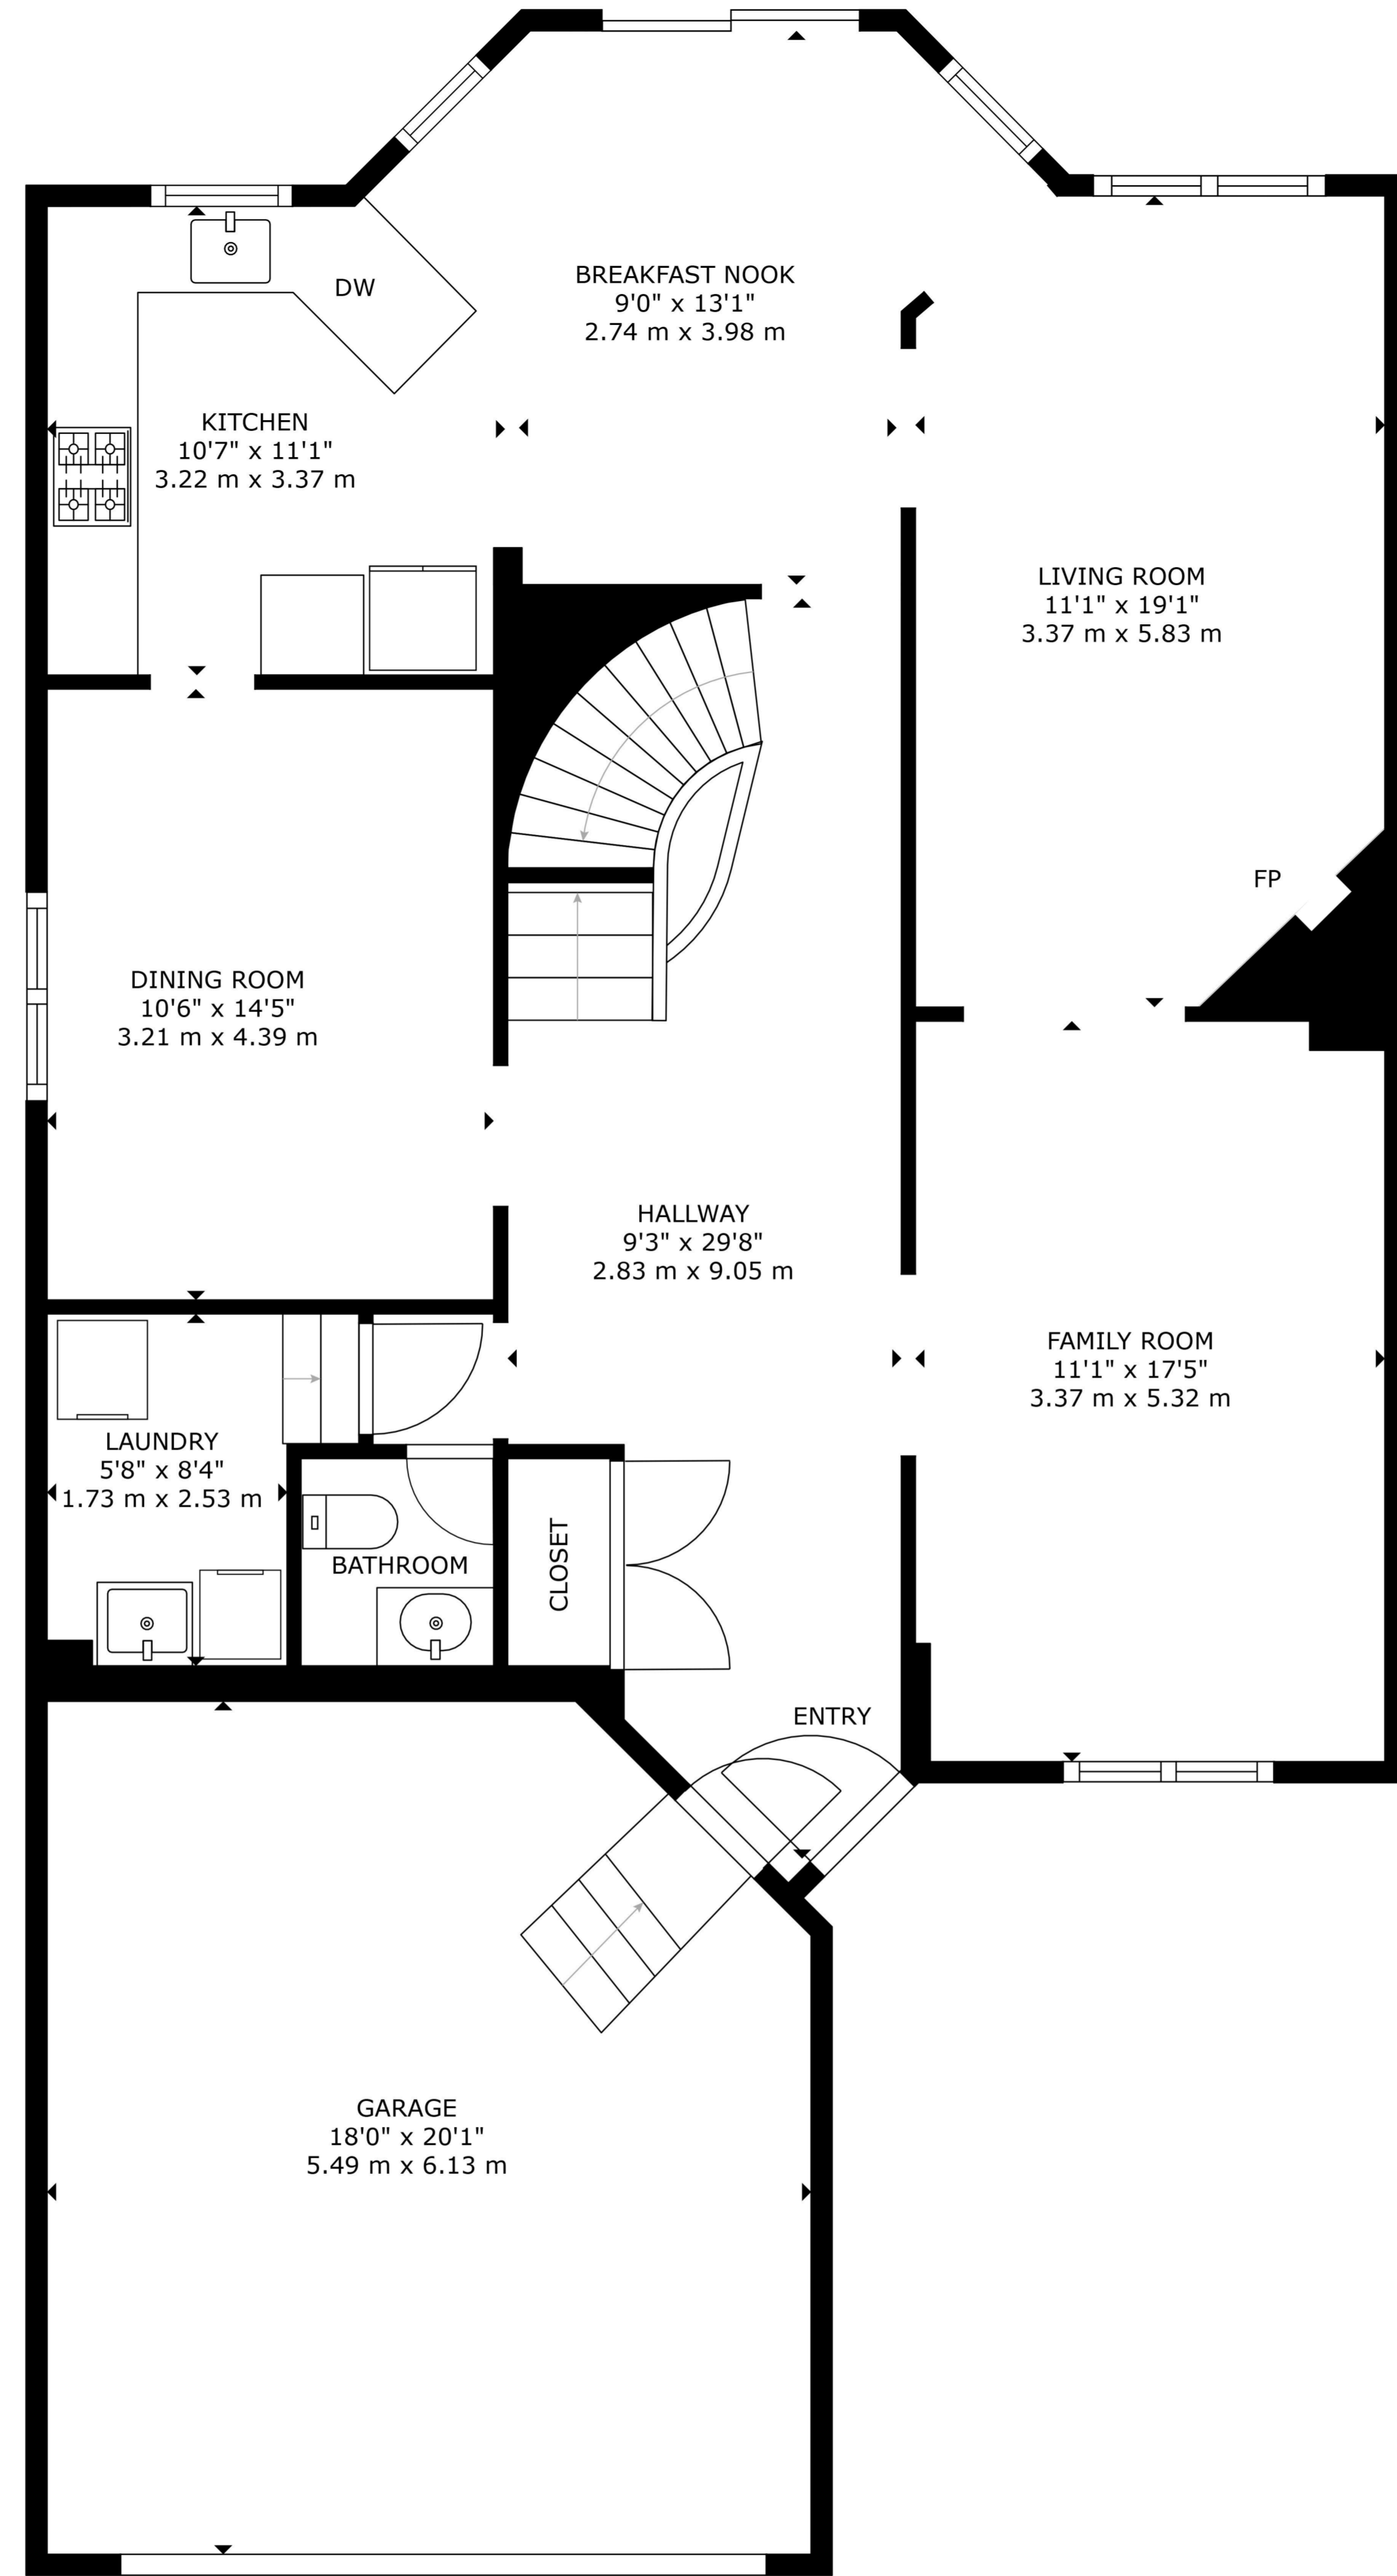 BREAKFAST NOOK
9'0" x 13'1"
2.74 m x 3.98 m
DW
KITCHEN
10'7" x 11'1"
3.22 m x 3.37 m
LIVING ROOM
11'1" x 19'1"
3.37 m x 5.83 m
FP
DINING ROOM
10'6" x 14'5"
3.21 m x 4.39 m
HALLWAY
9'3" x 29'8"
2.83 m x 9.05 m
FAMILY ROOM
11'1" x 17'5"
3.37 m x 5.32 m
LAUNDRY
5'8" x 8'4"
1.73 m x 2.53 m
BATHROOM
CLOSET
ENTRY
GARAGE
18'0" x 20'1"
5.49 m x 6.13 m